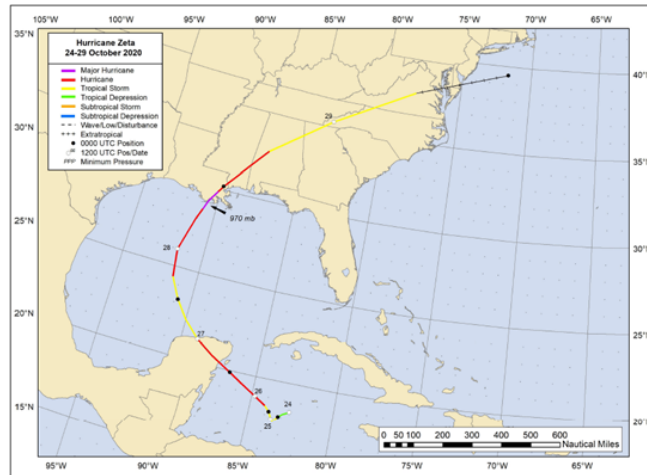 Hurricane Zeta
24-29 October 2020
Major Hurricane
Hurricane
Tropical Storm
Tropical Depression
Subtropical Storm
Subtropical Depression
Wave/Low/Disturbance
Extratropical
0000 UTC Position
1200 UTC Pos/Date
PPP Minimum Pressure
35°N
30°N
25°N
20°N
15°N
95°W
90°W
85°W
80°W
75°W
70°W
65°W
40°N
35°N
30°N
25°N
20°N
95°W
90°W
85°W
80°W
75°W
70°W
65°W
29
970 mb
28
27
26
24
25
0 50 100 200 300 400 500 600
Nautical Miles